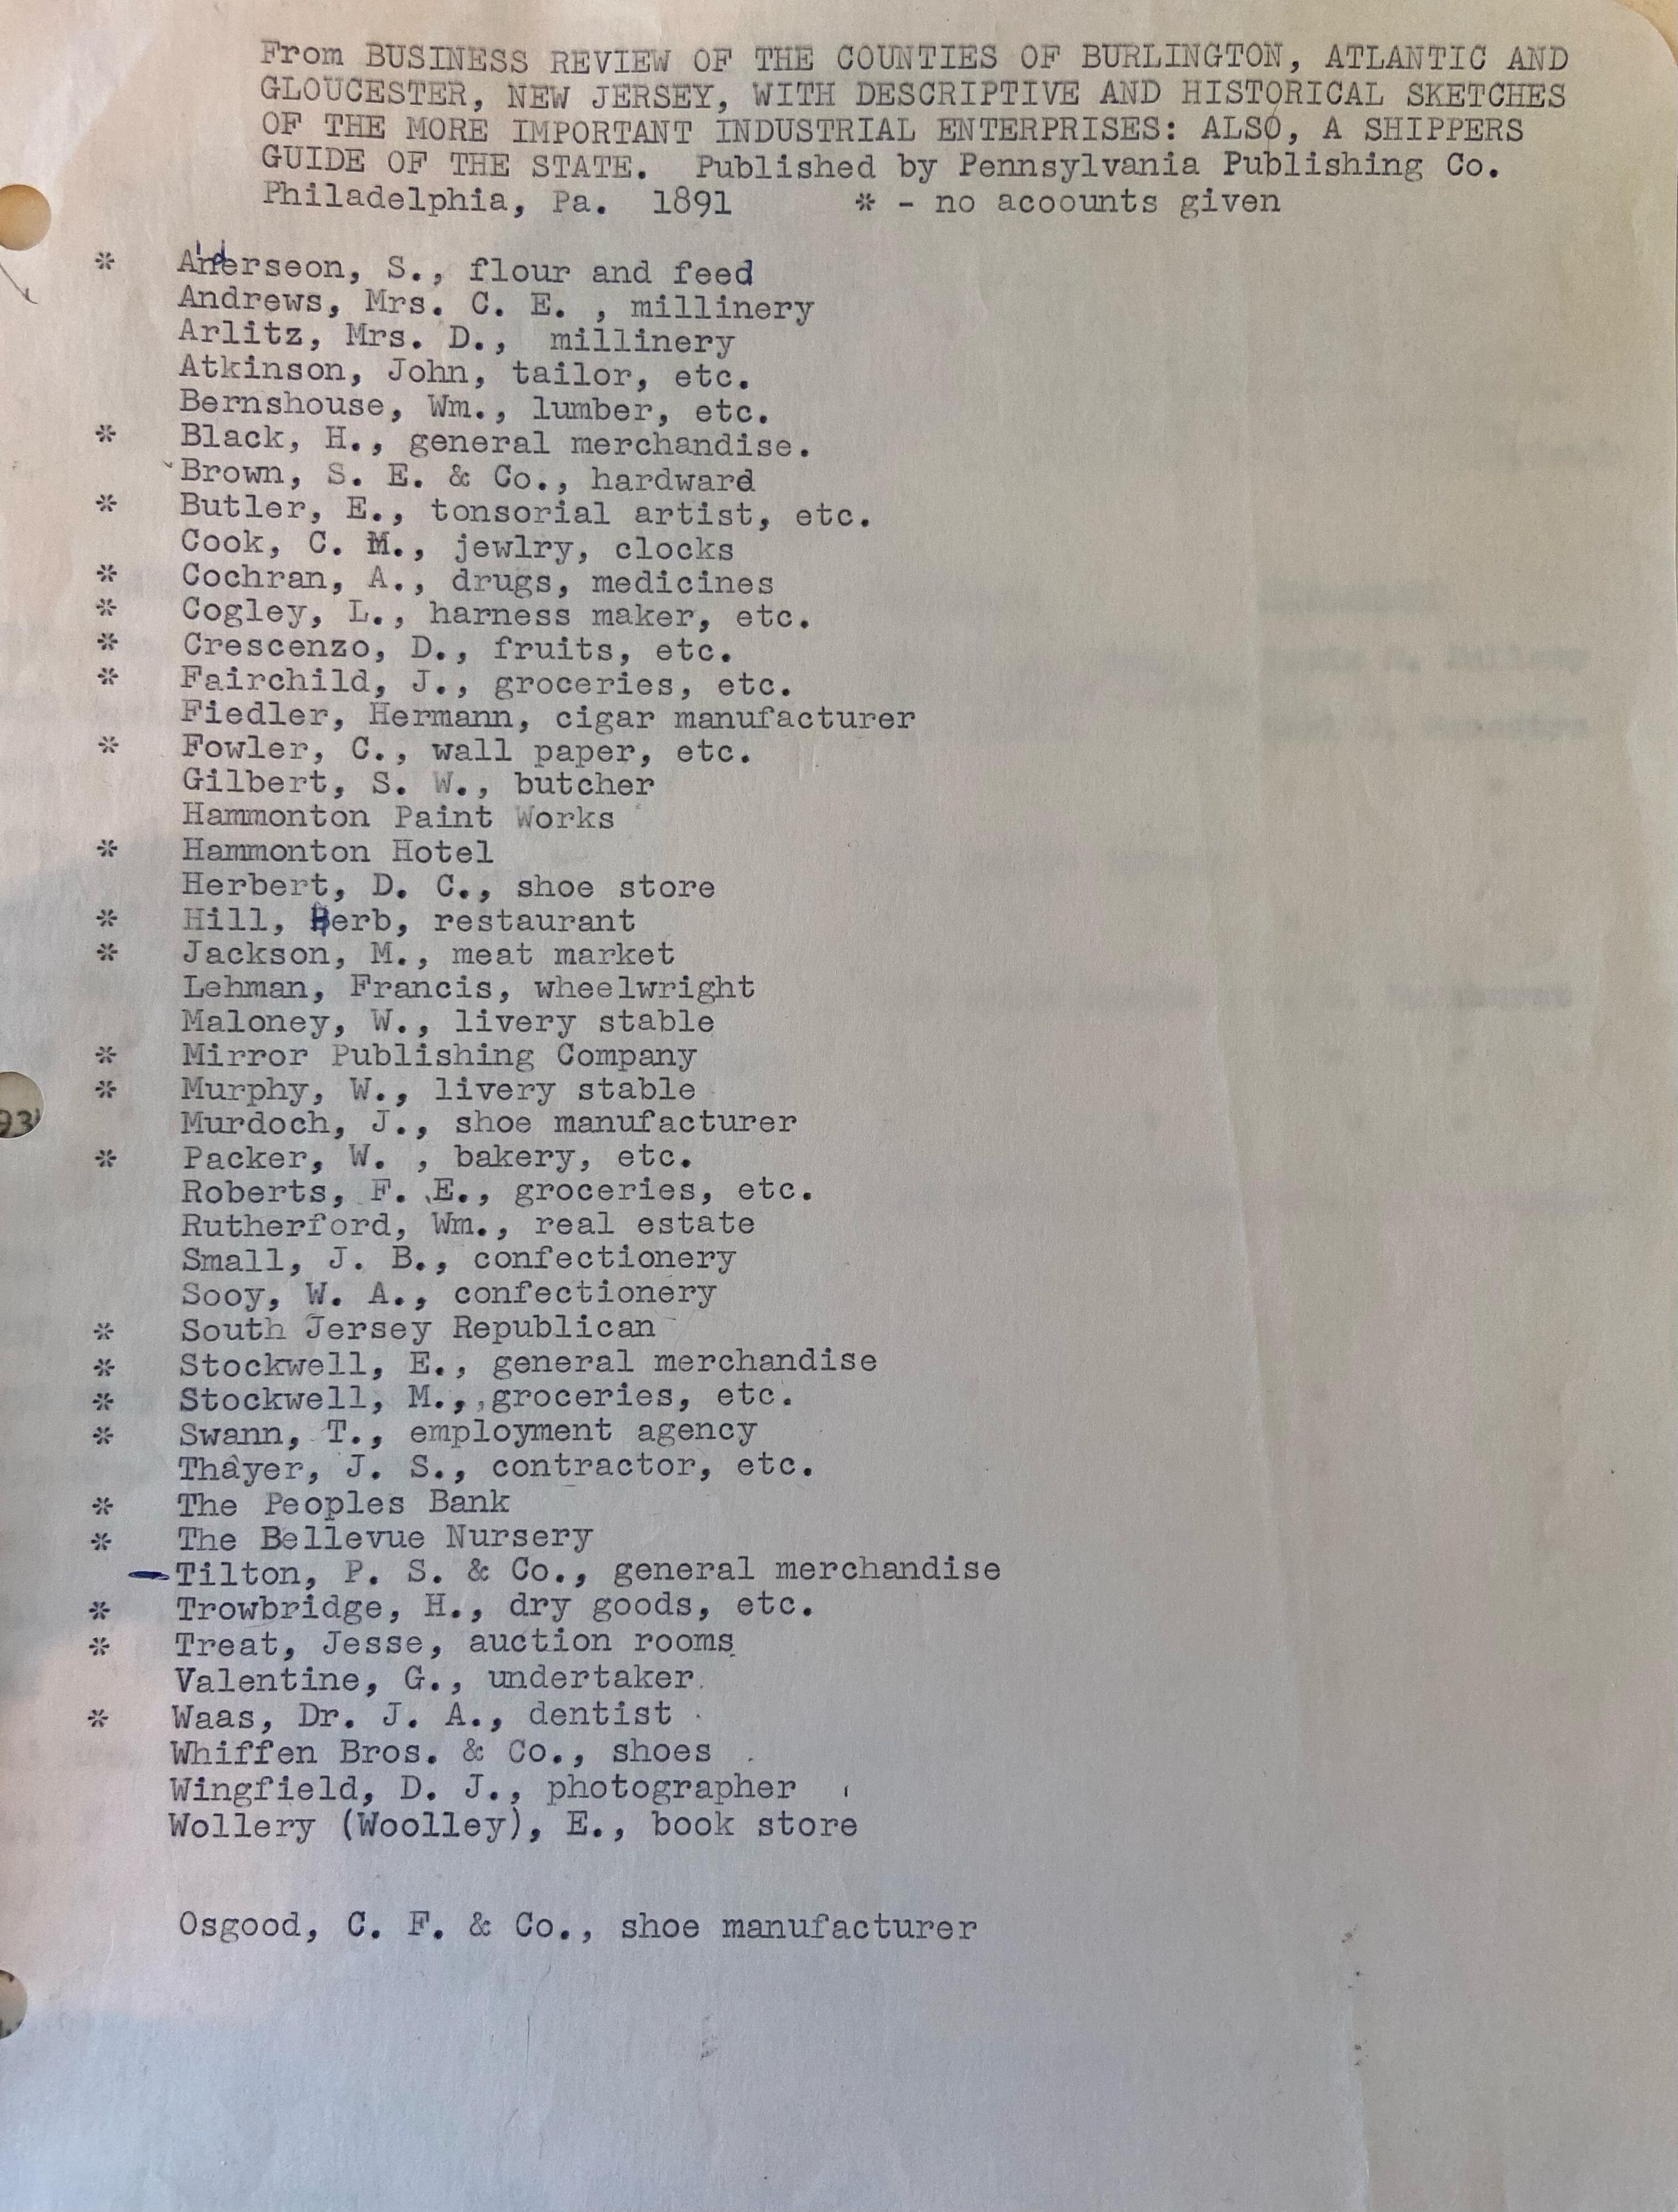 From BUSINESS REVIEW OF THE COUNTIES OF BURLINGTON, ATLANTIC AND
GLOUCESTER, NEW JERSEY, WITH DESCRIPTIVE AND HISTORICAL SKETCHES
OF THE MORE IMPORTANT INDUSTRIAL ENTERPRISES: ALSO, A SHIPPERS
GUIDE OF THE STATE. Published by Pennsylvania Publishing Co.
Philadelphia, Pa. 1891 * - no acoounts given
* Anderseon, S., flour and feed
Andrews, Mrs. C. E. , millinery
Arlitz, Mrs. D., millinery
Atkinson, John, tailor, etc.
Bernshouse, Wm., lumber, etc.
* Black, H., general merchandise.
Brown, S. E. & Co., hardward
* Butler, E., tonsorial artist, etc.
Cook, C. M., jewlry, clocks
* Cochran, A., drugs, medicines
* Cogley, L., harness maker, etc.
* Crescenzo, D., fruits, etc.
* Fairchild, J., groceries, etc.
Fiedler, Hermann, cigar manufacturer
* Fowler, C., wall paper, etc.
Gilbert, S. W., butcher
Hammonton Paint Works
* Hammonton Hotel
Herbert, D. C., shoe store
* Hill, Herb, restaurant
* Jackson, M., meat market
Lehman, Francis, wheelwright
Maloney, W., livery stable
* Mirror Publishing Company
* Murphy, W., livery stable
Murdoch, J., shoe manufacturer
* Packer, W. , bakery, etc.
Roberts, F. E., groceries, etc.
Rutherford, Wm., real estate
Small, J. B., confectionery
Sooy, W. A., confectionery
* South Jersey Republican
* Stockwell, E., general merchandise
* Stockwell, M., groceries, etc.
* Swann, T., employment agency
Thayer, J. S., contractor, etc.
* The Peoples Bank
* The Bellevue Nursery
- Tilton, P. S. & Co., general merchandise
* Trowbridge, H., dry goods, etc.
* Treat, Jesse, auction rooms
Valentine, G., undertaker
* Waas, Dr. J. A., dentist
Whiffen Bros. & Co., shoes
Wingfield, D. J., photographer
Wollery (Woolley), E., book store
Osgood, C. F. & Co., shoe manufacturer
93